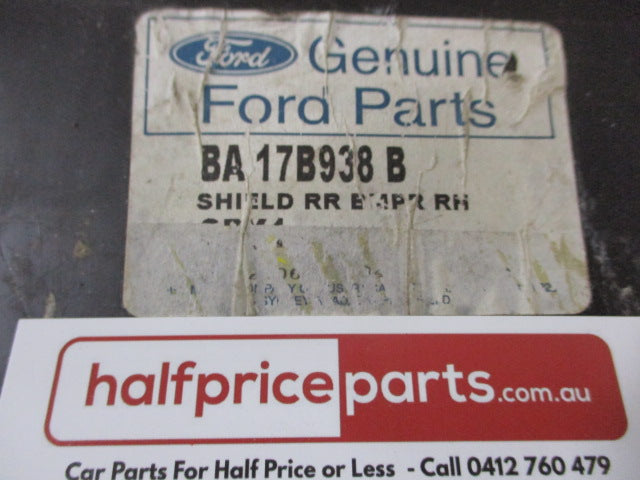 Ford Genuine
Ford Parts
BA 17B938 B
SHIELD RR BMPR RH
halfpriceparts.com.au
Car Parts For Half Price or Less - Call 0412 760 479